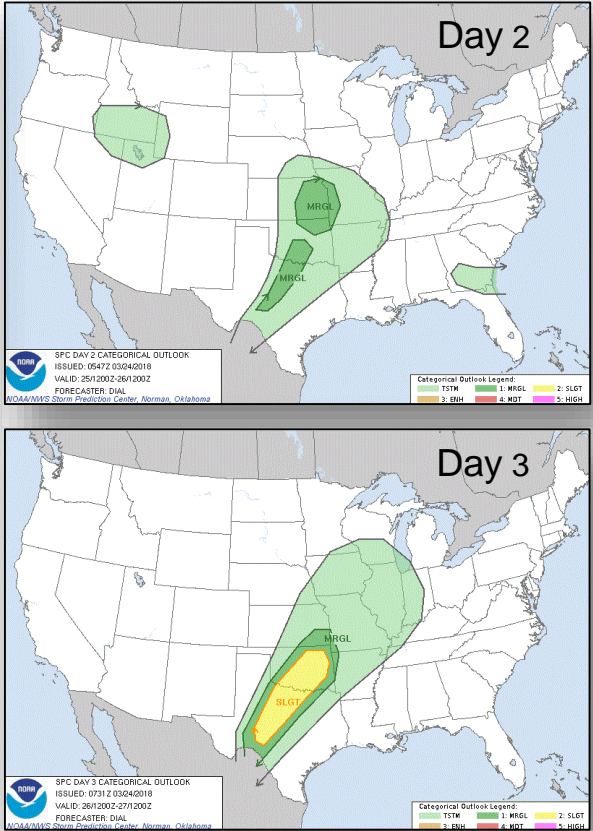 Day 2
MRGL
MRGL
NOAA
SPC DAY 2 CATEGORICAL OUTLOOK
ISSUED: 0547Z 03/24/2018
VALID: 25/1200Z-26/1200Z
FORECASTER: DIAL
NOAA/NWS Storm Prediction Center, Norman, Oklahoma
Categorical Outlook Legend:
TSTM 1: MRGL 2: SLGT
3: ENH 4: MDT 5: HIGH
Day 3
MRGL
SLGT
NOAA
SPC DAY 3 CATEGORICAL OUTLOOK
ISSUED: 0731Z 03/24/2018
VALID: 26/1200Z-27/1200Z
FORECASTER: DIAL
NOAA/NWS Storm Prediction Center, Norman, Oklahoma
Categorical Outlook Legend:
TSTM 1: MRGL 2: SLGT
3: ENH 4: MDT 5: HIGH